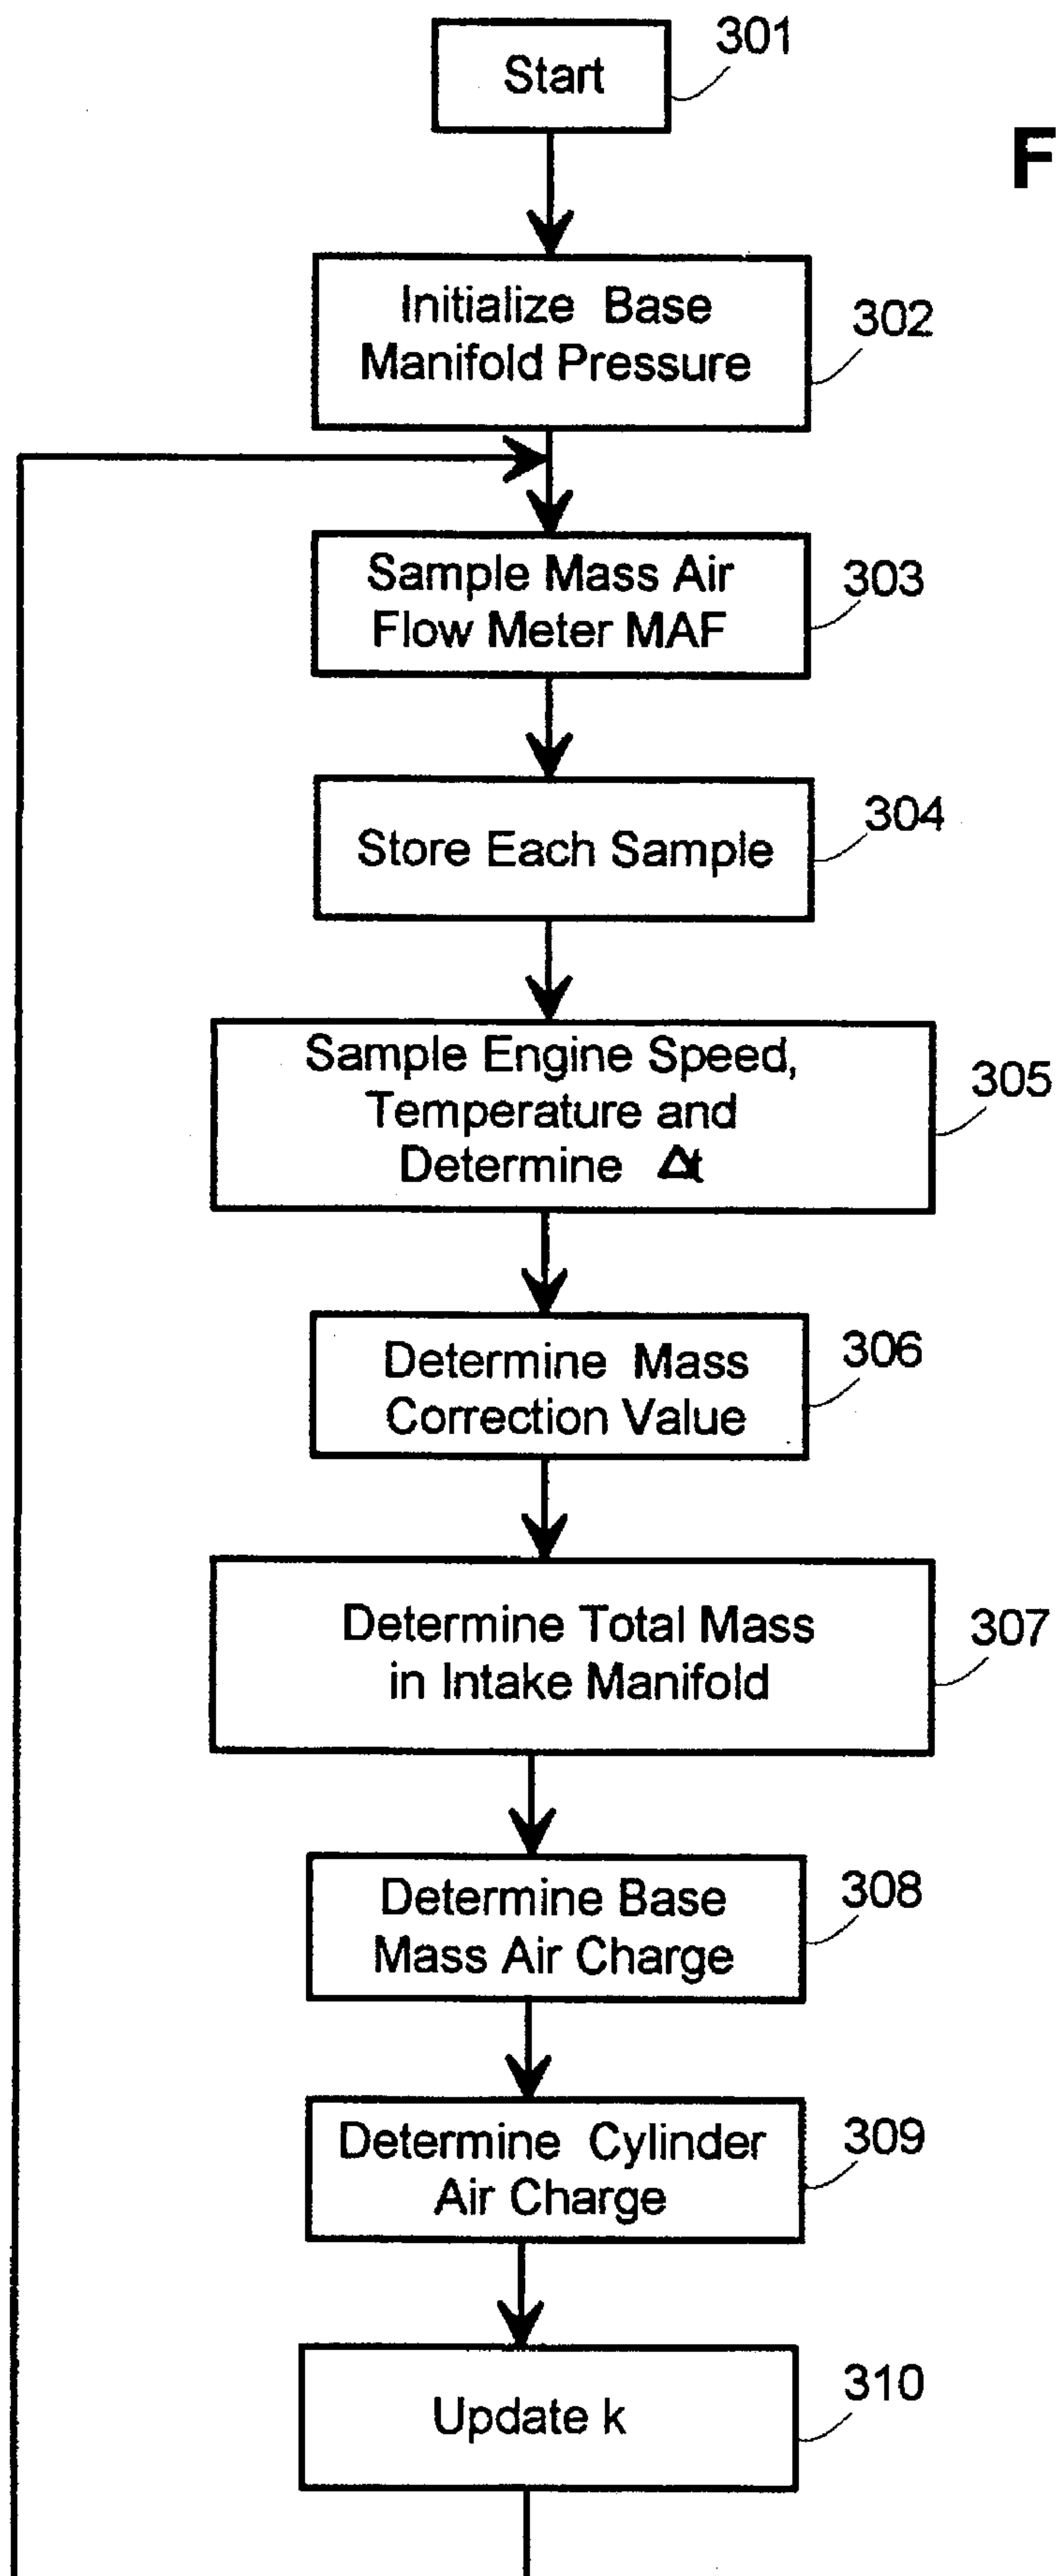 Start
301
F
Initialize Base
Manifold Pressure
302
Sample Mass Air
Flow Meter MAF
303
Store Each Sample
304
Sample Engine Speed,
Temperature and
Determine Δt
305
Determine Mass
Correction Value
306
Determine Total Mass
in Intake Manifold
307
Determine Base
Mass Air Charge
308
Determine Cylinder
Air Charge
309
Update k
310